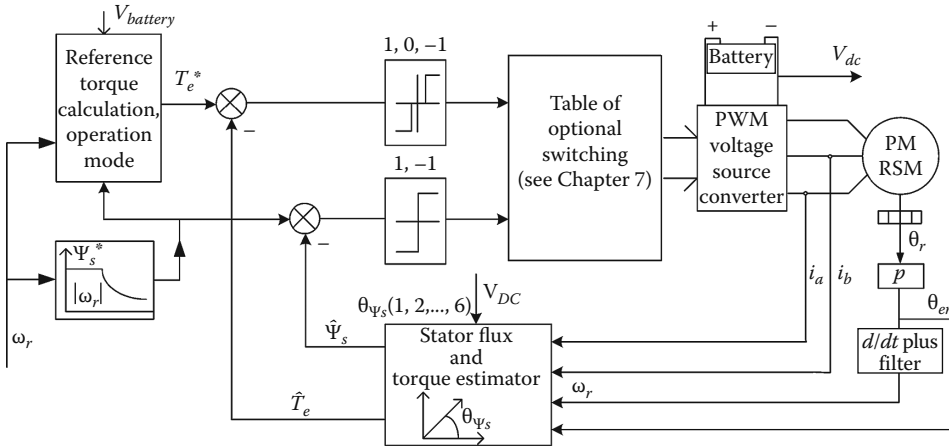 V_battery
Reference
torque
calculation,
operation
mode
T_e*
−
1, 0, −1
1, −1
−
Table of
optional
switching
(see Chapter 7)
+ −
Battery
V_dc
PWM
voltage
source
converter
PM
RSM
θ_r
p
θ_er
d/dt plus
filter
i_a i_b
Ψ_s*
|ω_r|
ω_r
θ_Ψs(1, 2,..., 6)
V_DC
Ψ̂_s
Stator flux
and
torque estimator
θ_Ψs
T̂_e
ω_r